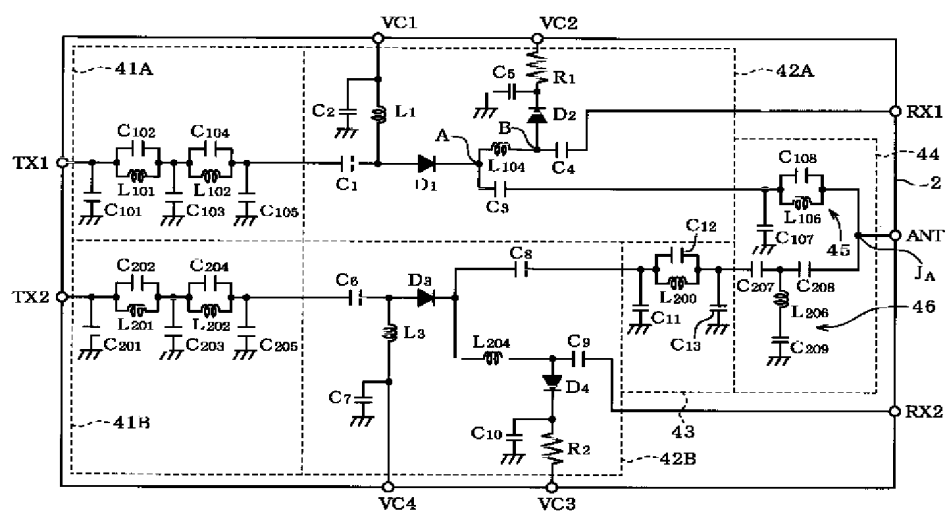 VC1
VC2
41A
42A
C5
R1
C2
L1
D2
RX1
C102
C104
A
B
44
TX1
L101
L102
C1
D1
L104
C4
C108
2
C101
C103
C105
C3
L106
C107
45
ANT
C12
JA
C202
C204
C8
TX2
C6
D3
L200
C207
C208
L201
L202
L3
C11
L206
46
C201
C203
C205
L204
C9
C13
C209
C7
D4
RX2
41B
C10
R2
43
42B
VC4
VC3